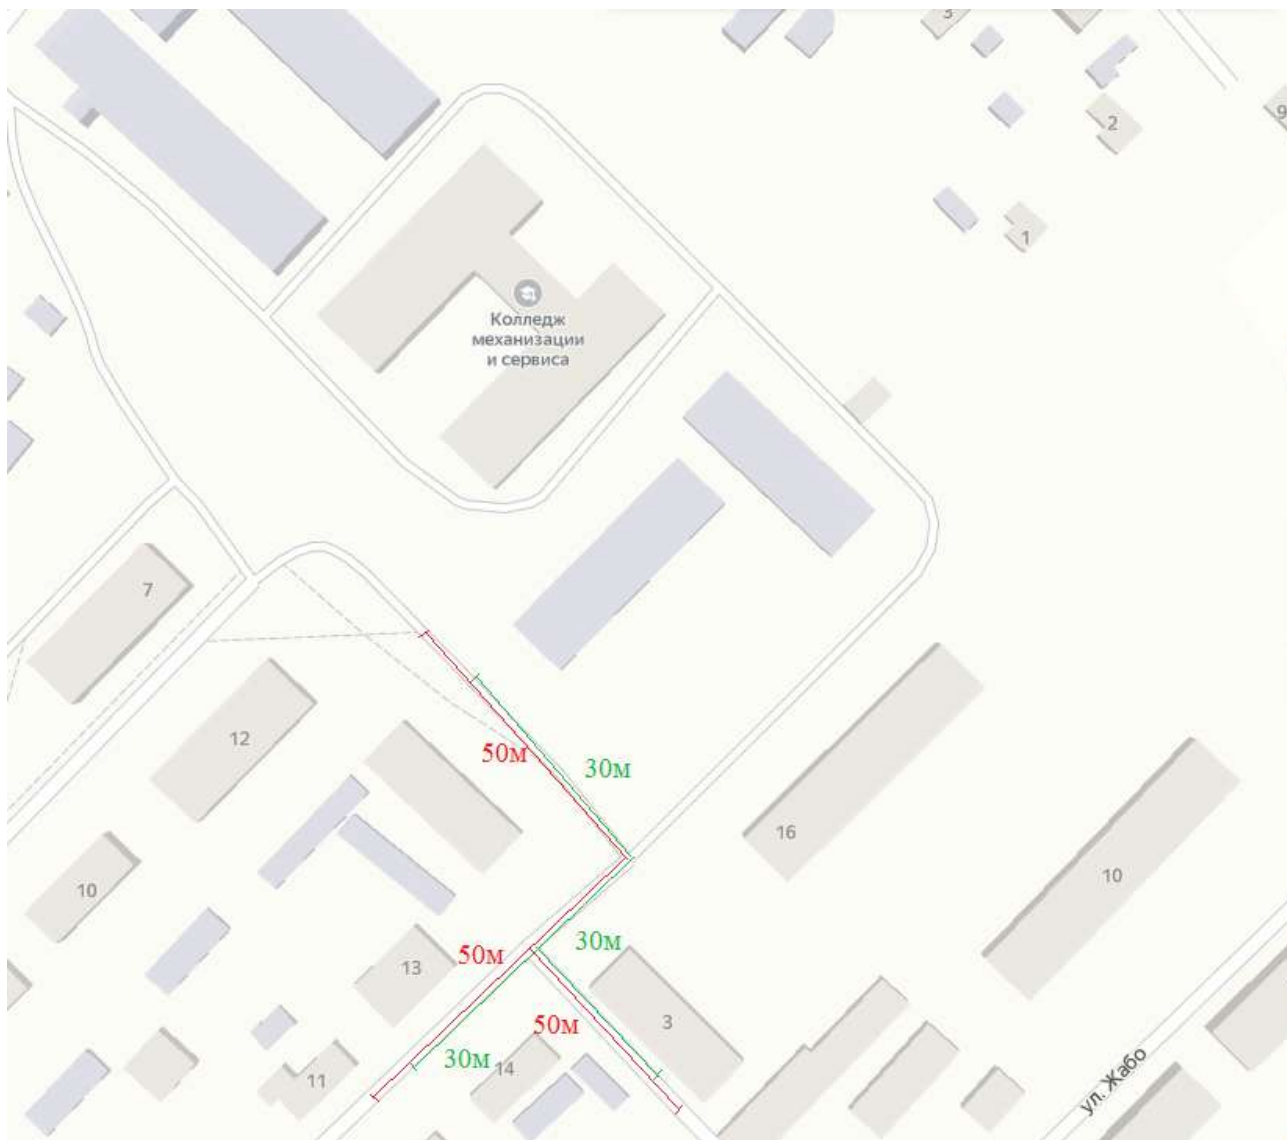 3
2
9
1
Колледж
механизации
и сервиса
7
12
50м
30м
16
10
10
30м
50м
13
50м
3
30м
14
11
ул. Жабо